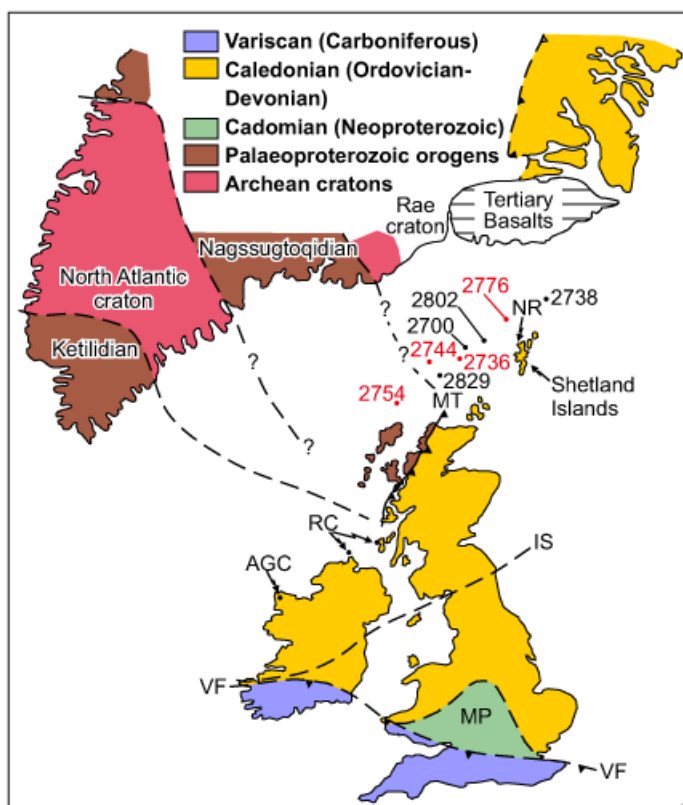 Variscan (Carboniferous)
Caledonian (Ordovician-
Devonian)
Cadomian (Neoproterozoic)
Palaeoproterozoic orogens
Archean cratons
Rae
craton
Tertiary
Basalts
Nagssugtoqidian
North Atlantic
craton
Ketilidian
?
?
?
?
2776
2802
2738
2700
NR
2744
2736
2754
2829
MT
Shetland
Islands
RC
IS
AGC
VF
MP
VF